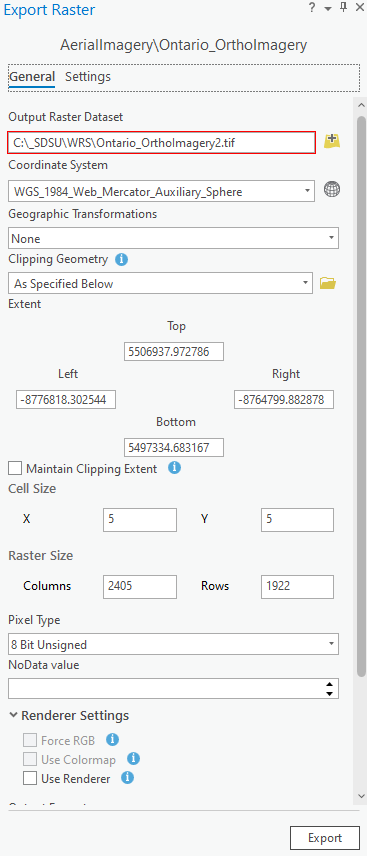 Export Raster
AerialImagery\Ontario_OrthoImagery
General Settings
Output Raster Dataset
C:\_SDSU\WRS\Ontario_OrthoImagery2.tif
Coordinate System
WGS_1984_Web_Mercator_Auxiliary_Sphere
Geographic Transformations
None
Clipping Geometry
As Specified Below
Extent
Top
5506937.972786
Left Right
-8776818.302544 -8764799.882878
Bottom
5497334.683167
Maintain Clipping Extent
Cell Size
X 5 Y 5
Raster Size
Columns 2405 Rows 1922
Pixel Type
8 Bit Unsigned
NoData value
Renderer Settings
Force RGB
Use Colormap
Use Renderer
Export